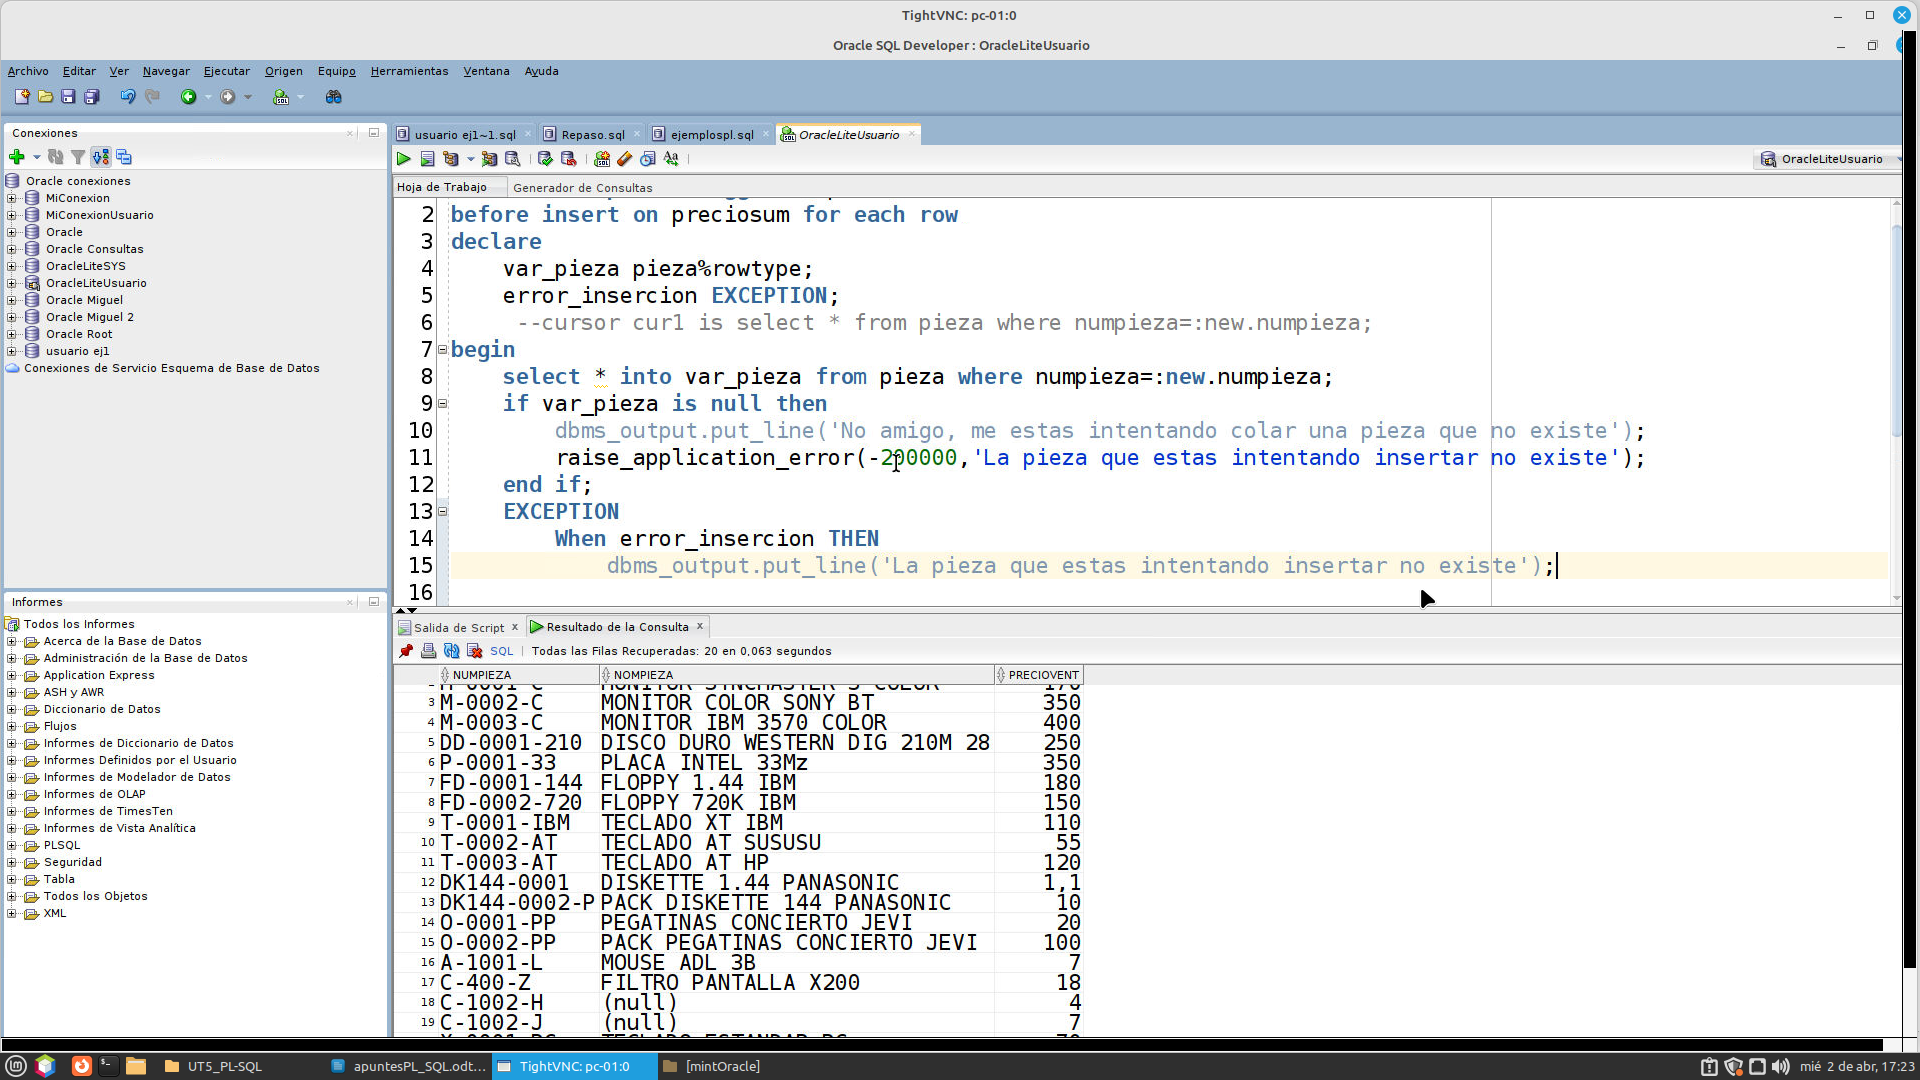 TightVNC: pc-01:0
Oracle SQL Developer : OracleLiteUsuario
Archivo Editar Ver Navegar Ejecutar Origen Equipo Herramientas Ventana Ayuda
Conexiones
Oracle conexiones
MiConexion
MiConexionUsuario
Oracle
Oracle Consultas
OracleLiteSYS
OracleLiteUsuario
Oracle Miguel
Oracle Miguel 2
Oracle Root
usuario ej1
Conexiones de Servicio Esquema de Base de Datos
Informes
Todos los Informes
Acerca de la Base de Datos
Administración de la Base de Datos
Application Express
ASH y AWR
Diccionario de Datos
Flujos
Informes de Diccionario de Datos
Informes Definidos por el Usuario
Informes de Modelador de Datos
Informes de OLAP
Informes de TimesTen
Informes de Vista Analítica
PLSQL
Seguridad
Tabla
Todos los Objetos
XML
usuario ej1~1.sql Repaso.sql ejemplospl.sql OracleLiteUsuario
OracleLiteUsuario
Hoja de Trabajo Generador de Consultas
2 before insert on preciosum for each row
3 declare
4 var_pieza pieza%rowtype;
5 error_insercion EXCEPTION;
6 --cursor cur1 is select * from pieza where numpieza=:new.numpieza;
7 begin
8 select * into var_pieza from pieza where numpieza=:new.numpieza;
9 if var_pieza is null then
10 dbms_output.put_line('No amigo, me estas intentando colar una pieza que no existe');
11 raise_application_error(-200000,'La pieza que estas intentando insertar no existe');
12 end if;
13 EXCEPTION
14 When error_insercion THEN
15 dbms_output.put_line('La pieza que estas intentando insertar no existe');
16
Salida de Script x Resultado de la Consulta x
SQL Todas las Filas Recuperadas: 20 en 0,063 segundos
NUMPIEZA NOMPIEZA PRECIOVENT
3 M-0002-C MONITOR COLOR SONY BT 350
4 M-0003-C MONITOR IBM 3570 COLOR 400
5 DD-0001-210 DISCO DURO WESTERN DIG 210M 28 250
6 P-0001-33 PLACA INTEL 33Mz 350
7 FD-0001-144 FLOPPY 1.44 IBM 180
8 FD-0002-720 FLOPPY 720K IBM 150
9 T-0001-IBM TECLADO XT IBM 110
10 T-0002-AT TECLADO AT SUSUSU 55
11 T-0003-AT TECLADO AT HP 120
12 DK144-0001 DISKETTE 1.44 PANASONIC 1,1
13 DK144-0002-P PACK DISKETTE 144 PANASONIC 10
14 O-0001-PP PEGATINAS CONCIERTO JEVI 20
15 O-0002-PP PACK PEGATINAS CONCIERTO JEVI 100
16 A-1001-L MOUSE ADL 3B 7
17 C-400-Z FILTRO PANTALLA X200 18
18 C-1002-H (null) 4
19 C-1002-J (null) 7
UT5_PL-SQL apuntesPL_SQL.odt... TightVNC: pc-01:0 [mintOracle] mié 2 de abr, 17:23